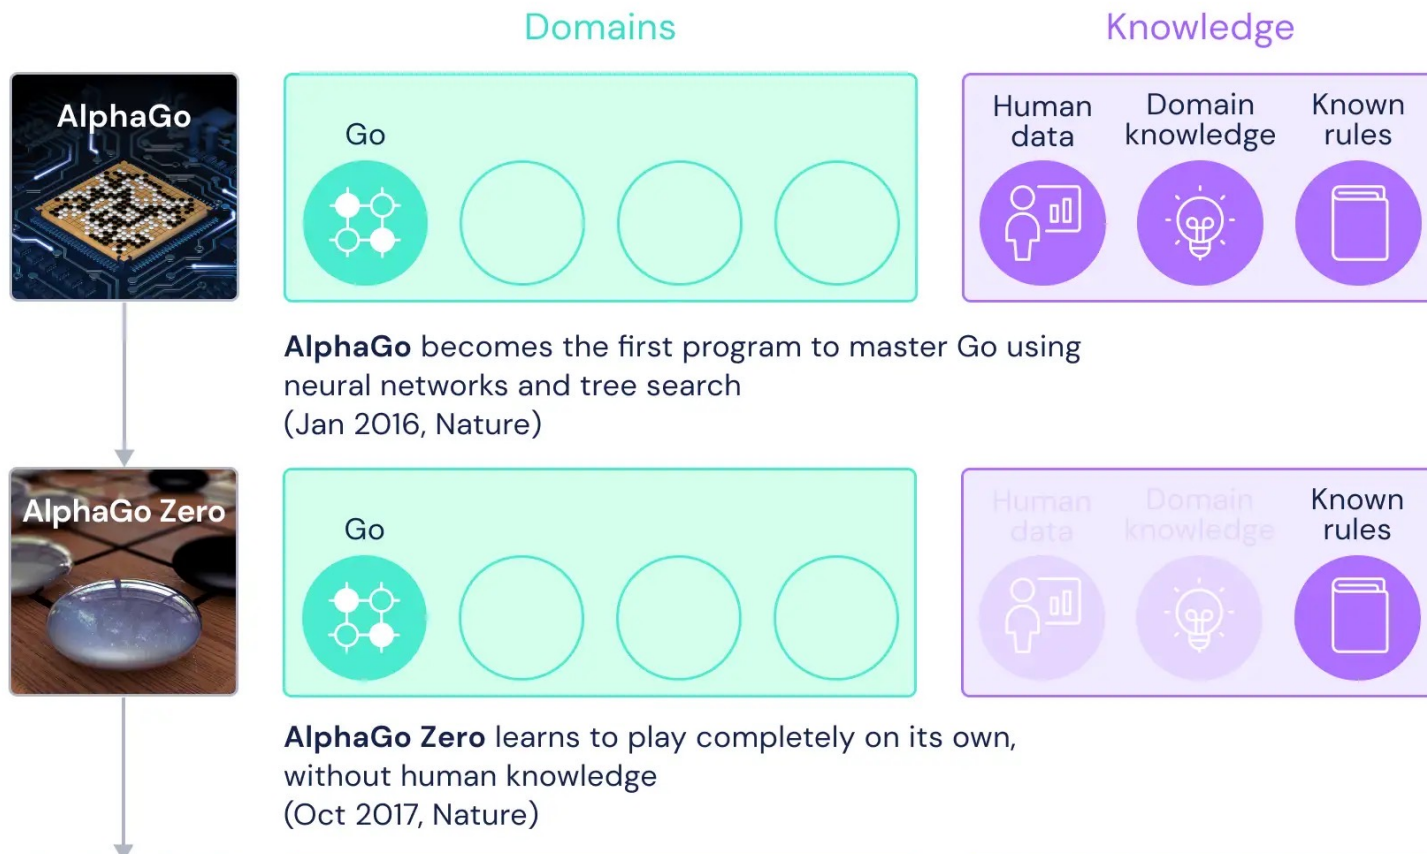 Domains
Knowledge
AlphaGo
Go
Human
data
Domain
knowledge
Known
rules
AlphaGo becomes the first program to master Go using
neural networks and tree search
(Jan 2016, Nature)
AlphaGo Zero
Go
Human
data
Domain
knowledge
Known
rules
AlphaGo Zero learns to play completely on its own,
without human knowledge
(Oct 2017, Nature)